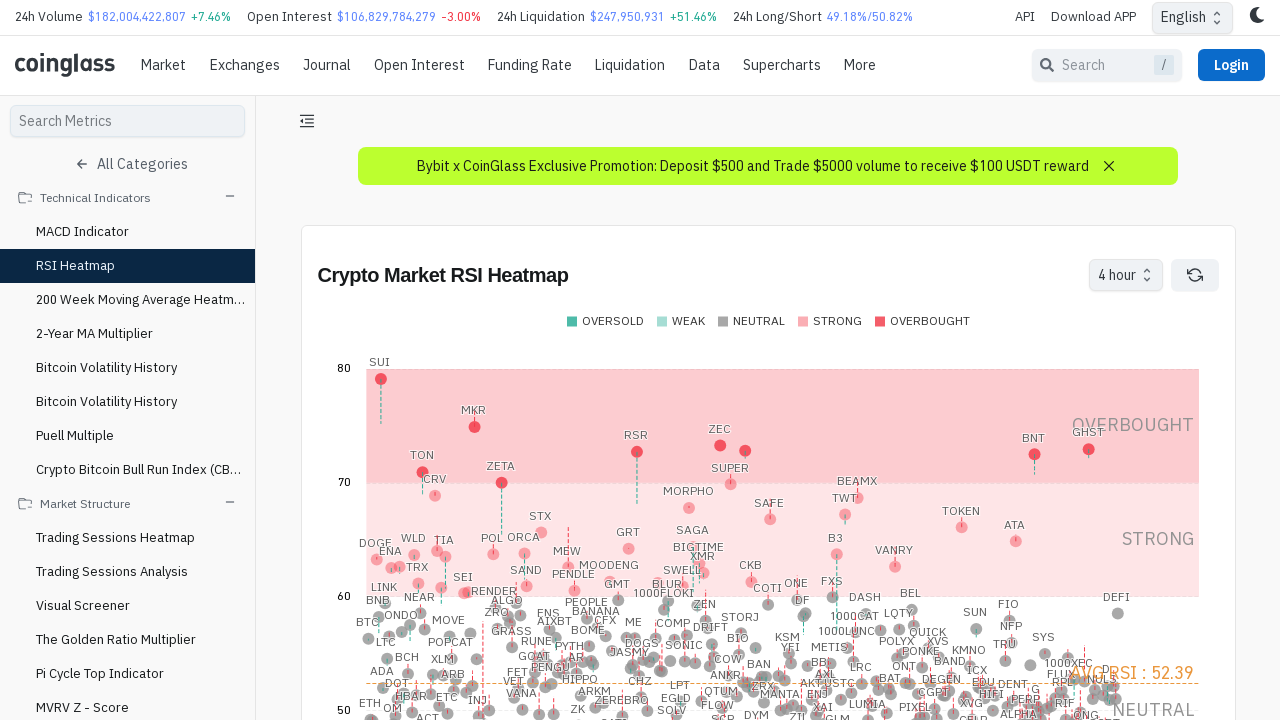 24h Volume $182,004,422,807 +7.46% Open Interest $106,829,784,279 -3.00% 24h Liquidation $247,950,931 +51.46% 24h Long/Short 49.18%/50.82% API Download APP English
coinglass Market Exchanges Journal Open Interest Funding Rate Liquidation Data Supercharts More Search / Login
Search Metrics
All Categories
Technical Indicators
MACD Indicator
RSI Heatmap
200 Week Moving Average Heatm...
2-Year MA Multiplier
Bitcoin Volatility History
Bitcoin Volatility History
Puell Multiple
Crypto Bitcoin Bull Run Index (CB...
Market Structure
Trading Sessions Heatmap
Trading Sessions Analysis
Visual Screener
The Golden Ratio Multiplier
Pi Cycle Top Indicator
MVRV Z - Score
Bybit x CoinGlass Exclusive Promotion: Deposit $500 and Trade $5000 volume to receive $100 USDT reward
Crypto Market RSI Heatmap 4 hour
OVERSOLD WEAK NEUTRAL STRONG OVERBOUGHT
80
SUI
MKR
OVERBOUGHT
ZEC
GHST
RSR
BNT
TON
ZETA
SUPER
70
CRV
BEAMX
MORPHO
TWT
SAFE
TOKEN
STX
ATA
GRT
SAGA
WLD
TIA
POL
ORCA
B3
STRONG
DOGE
ENA
BIGTIME
MEW
VANRY
XMR
TRX
MOODENG
CKB
SAND
PENDLE
SWELL
SEI
FXS
LINK
GMT
BLUR
ONE
COTI
RENDER
1000FLOKI
BEL
60
NEAR
DASH
DEFI
BNB
ALGO
PEOPLE
ZEN
DF
FIO
ZRO
ENS
BANANA
SUN
ONDO
LQTY
1000CAT
STORJ
BTC
MOVE
AIXBT
CFX
ME
COMP
DRIFT
NFP
GRASS
BOME
1000LUNC
QUICK
KSM
BIO
SYS
LTC
POPCAT
RUNE
PYTH
DOGS
SONIC
YFI
METIS
POLYX
XVS
TRU
JASMY
PONKE
KMNO
BCH
XLM
GOAT
AR
COW
BAN
LRC
ONT
BAND
1000XEC
ADA
ARB
FET
PENGU
ANKR
AXL
TCX
AVG RSI : 52.39
DOT
VET
HIPPO
CHZ
LPT
BAT
DEGEN
HBAR
ETC
VANA
ARKM
QTUM
MANTA
ENJ
CGPT
HIFI
DENT
ETH
OM
INJ
ZK
ZEREBRO
EGLD
FLOW
XAI
LUMIA
PIXEL
XVG
PERP
RIF
50
ACT
SOLV
DYM
ZIL
GLM
ALPHA
NEUTRAL